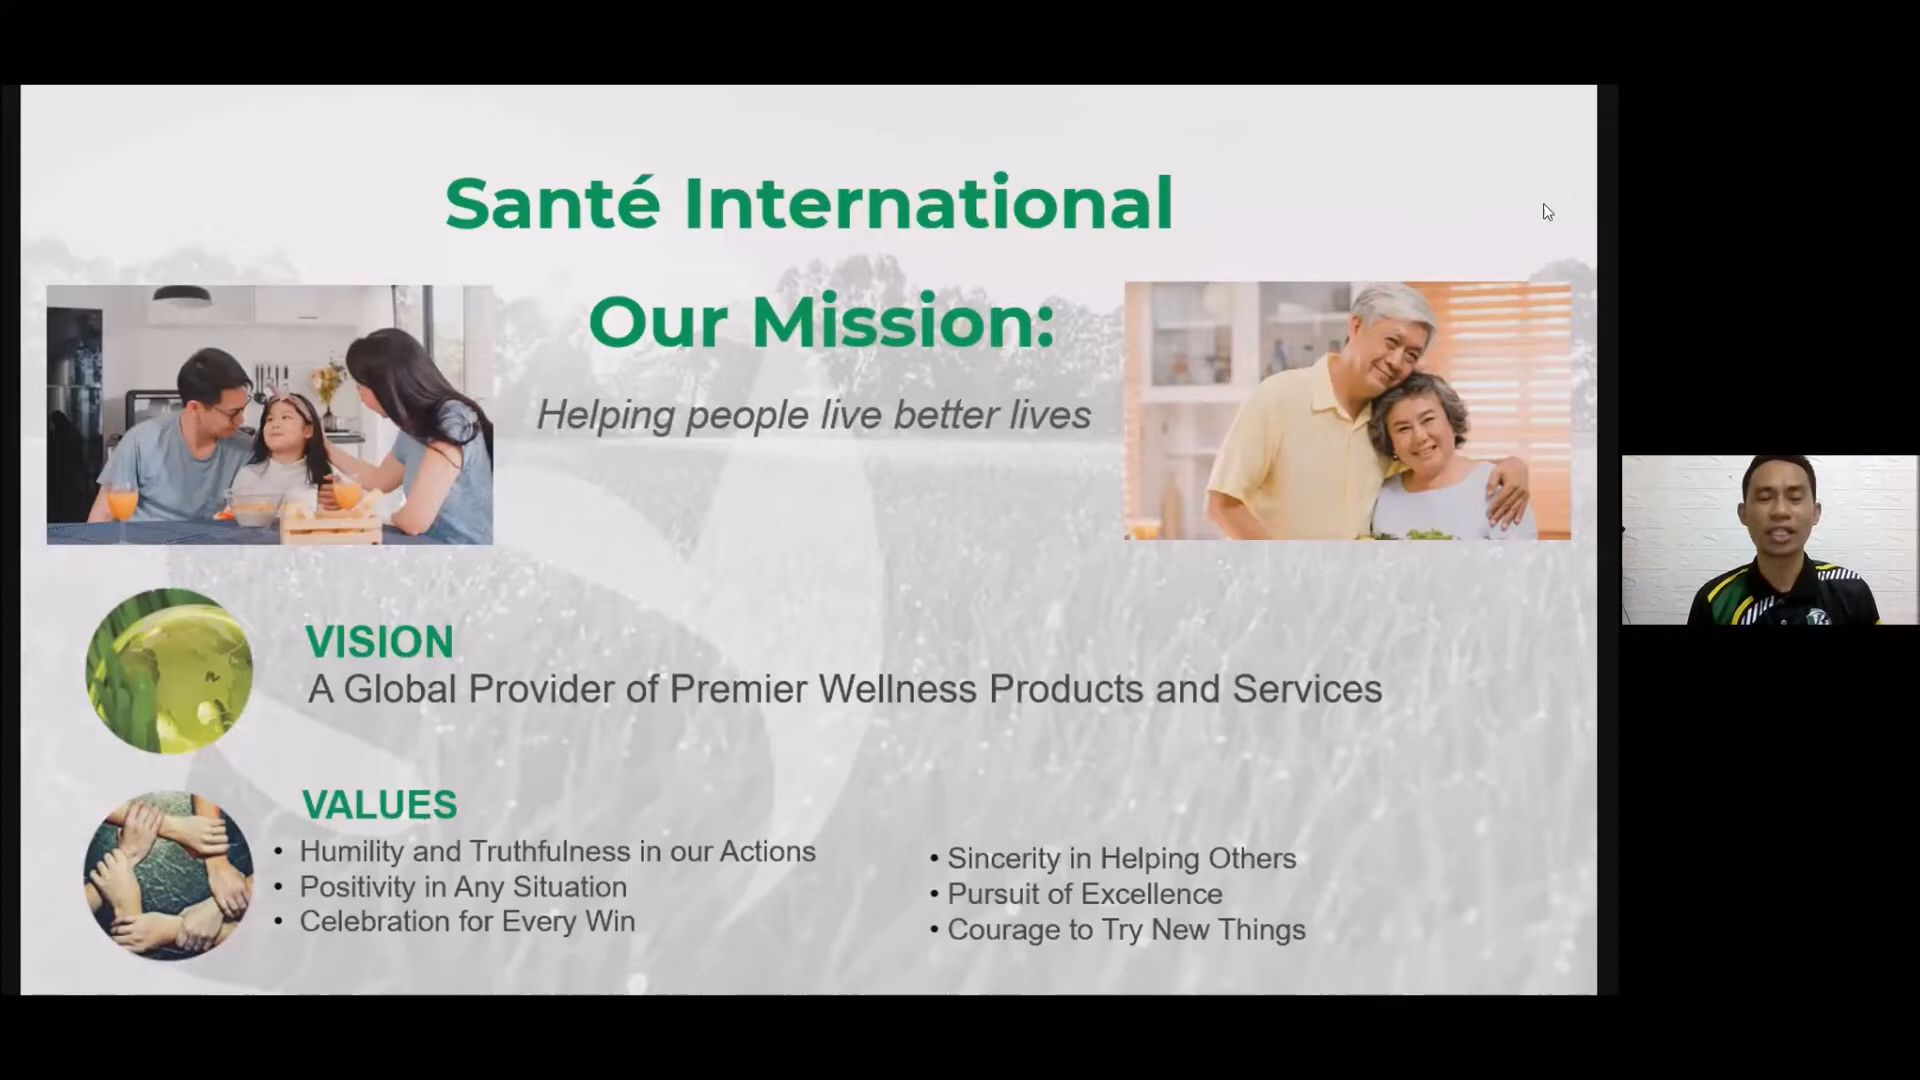 Santé International
Our Mission:
Helping people live better lives
VISION
A Global Provider of Premier Wellness Products and Services
VALUES
• Humility and Truthfulness in our Actions
• Positivity in Any Situation
• Celebration for Every Win
• Sincerity in Helping Others
• Pursuit of Excellence
• Courage to Try New Things